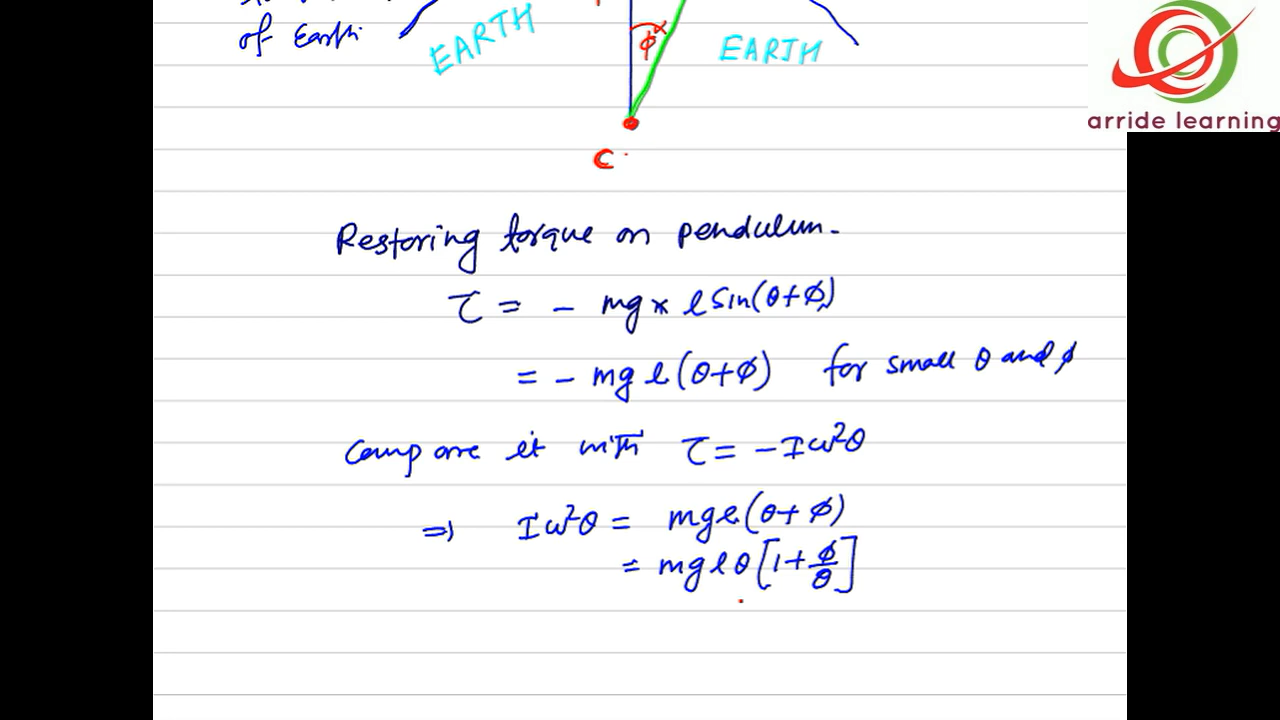 of Earth
EARTH
φ
EARTH
arride learning
C
Restoring torque on pendulum.
τ = - mg × l sin(θ+φ)
= - mg l (θ+φ) for small θ and φ
Compare it with τ = -Iω²θ
⇒ Iω²θ = mgl(θ+φ)
= mglθ[1+φ/θ]